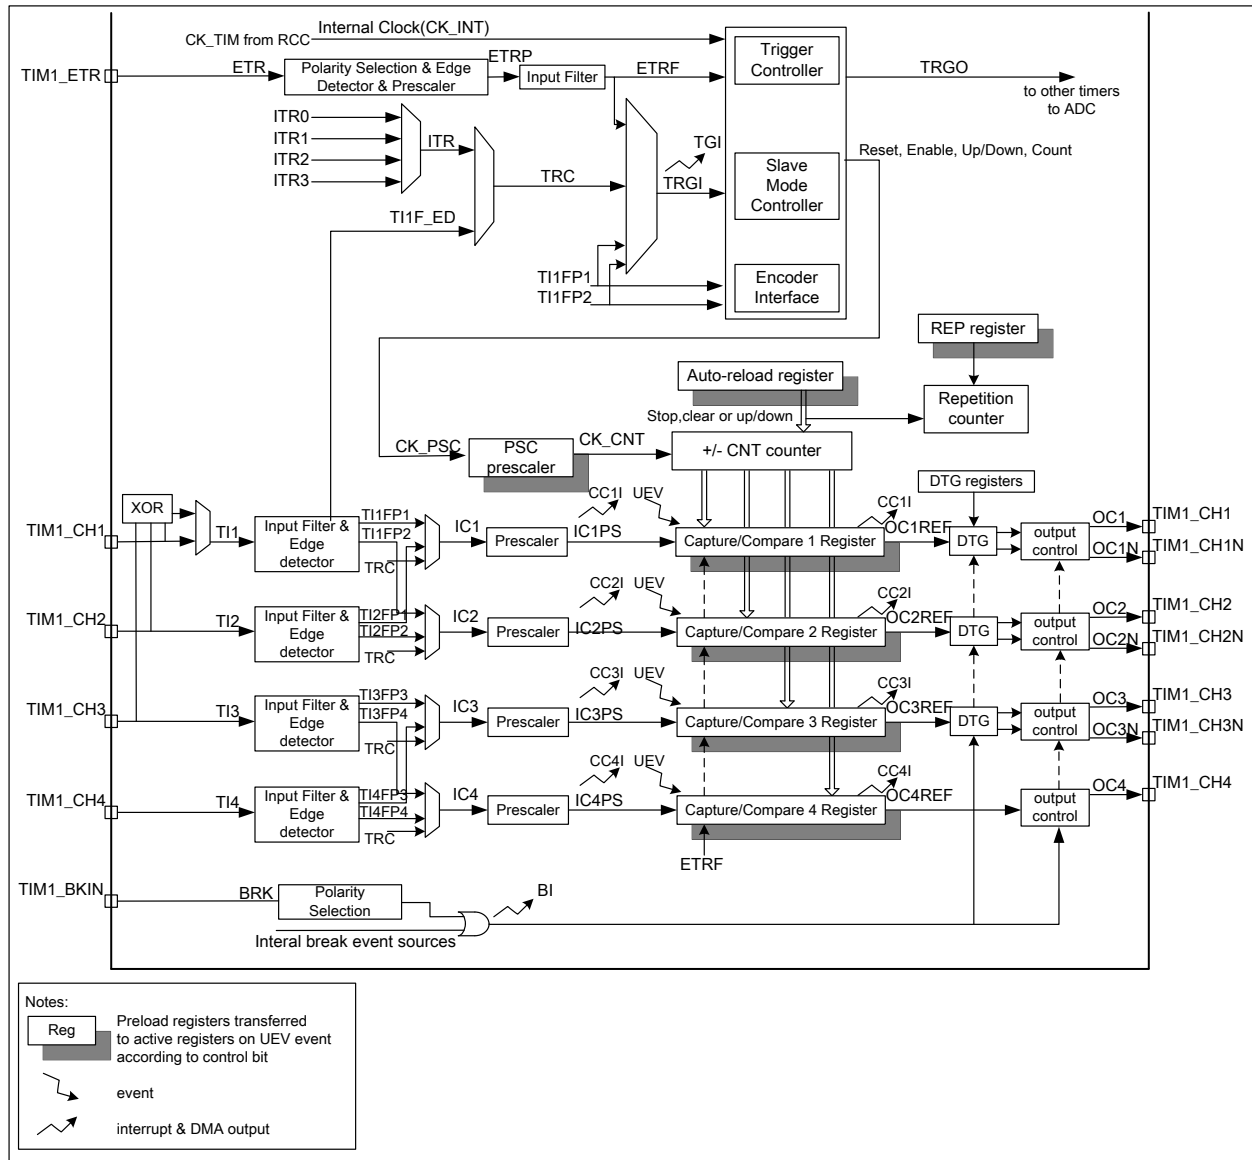 Internal Clock(CK_INT)
CK_TIM from RCC
TIM1_ETR
ETR
Polarity Selection & Edge
Detector & Prescaler
ETRP
Input Filter
ETRF
Trigger
Controller
TRGO
to other timers
to ADC
ITR0
ITR1
ITR2
ITR3
ITR
TRC
TI1F_ED
TGI
TRGI
Slave
Mode
Controller
Reset, Enable, Up/Down, Count
TI1FP1
TI1FP2
Encoder
Interface
REP register
Auto-reload register
Stop,clear or up/down
Repetition
counter
CK_PSC
PSC
prescaler
CK_CNT
+/- CNT counter
DTG registers
XOR
TIM1_CH1
TI1
Input Filter &
Edge
detector
TI1FP1
TI1FP2
TRC
IC1
Prescaler
IC1PS
CC1I
UEV
Capture/Compare 1 Register
CC1I
OC1REF
DTG
output
control
OC1
OC1N
TIM1_CH1
TIM1_CH1N
TIM1_CH2
TI2
Input Filter &
Edge
detector
TI2FP1
TI2FP2
TRC
IC2
Prescaler
IC2PS
CC2I
UEV
Capture/Compare 2 Register
CC2I
OC2REF
DTG
output
control
OC2
OC2N
TIM1_CH2
TIM1_CH2N
TIM1_CH3
TI3
Input Filter &
Edge
detector
TI3FP3
TI3FP4
TRC
IC3
Prescaler
IC3PS
CC3I
UEV
Capture/Compare 3 Register
CC3I
OC3REF
DTG
output
control
OC3
OC3N
TIM1_CH3
TIM1_CH3N
TIM1_CH4
TI4
Input Filter &
Edge
detector
TI4FP3
TI4FP4
TRC
IC4
Prescaler
IC4PS
CC4I
UEV
Capture/Compare 4 Register
CC4I
OC4REF
output
control
OC4
TIM1_CH4
ETRF
TIM1_BKIN
BRK
Polarity
Selection
BI
Interal break event sources
Notes:
Reg
Preload registers transferred
to active registers on UEV event
according to control bit
event
interrupt & DMA output